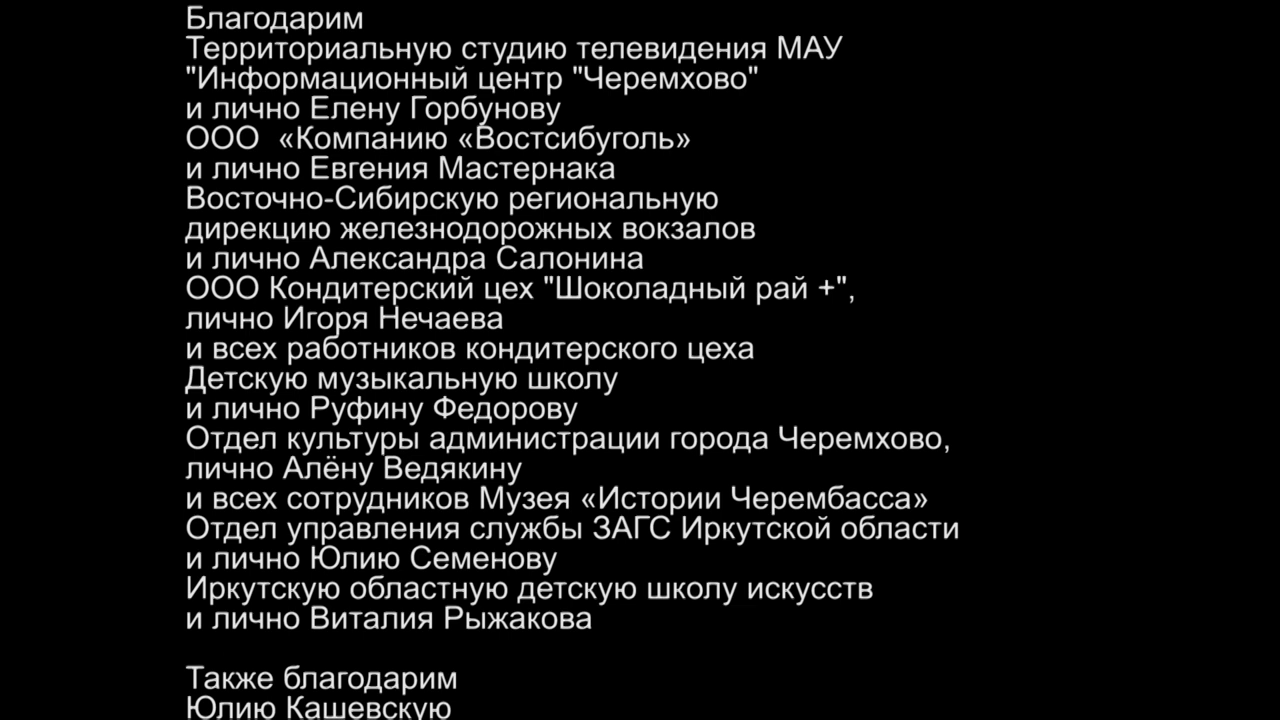 Благодарим
Территориальную студию телевидения МАУ
"Информационный центр "Черемхово"
и лично Елену Горбунову
ООО  «Компанию «Востсибуголь»
и лично Евгения Мастернака
Восточно-Сибирскую региональную
дирекцию железнодорожных вокзалов
и лично Александра Салонина
ООО Кондитерский цех "Шоколадный рай +",
лично Игоря Нечаева
и всех работников кондитерского цеха
Детскую музыкальную школу
и лично Руфину Федорову
Отдел культуры администрации города Черемхово,
лично Алёну Ведякину
и всех сотрудников Музея «Истории Черембасса»
Отдел управления службы ЗАГС Иркутской области
и лично Юлию Семенову
Иркутскую областную детскую школу искусств
и лично Виталия Рыжакова
Также благодарим
Юлию Кашевскую